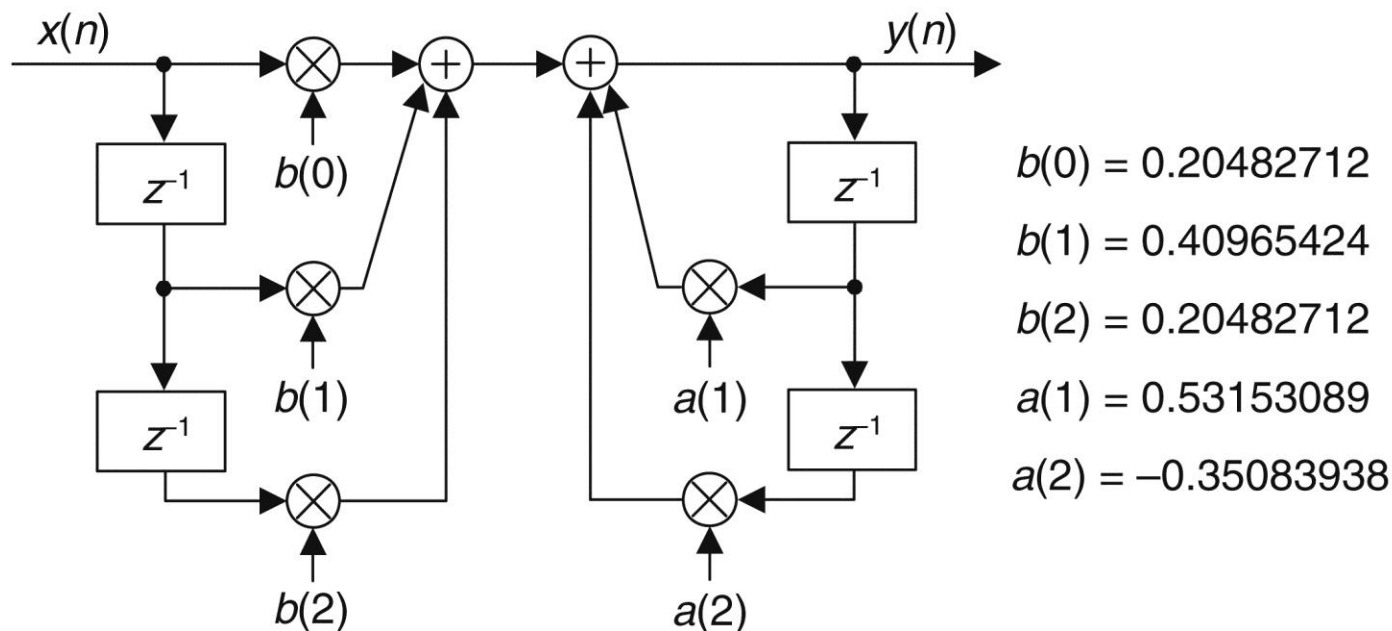 x(n)
y(n)
z⁻¹
b(0)
z⁻¹
b(0) = 0.20482712
b(1) = 0.40965424
b(2) = 0.20482712
a(1) = 0.53153089
a(2) = –0.35083938
b(1)
a(1)
z⁻¹
z⁻¹
b(2)
a(2)